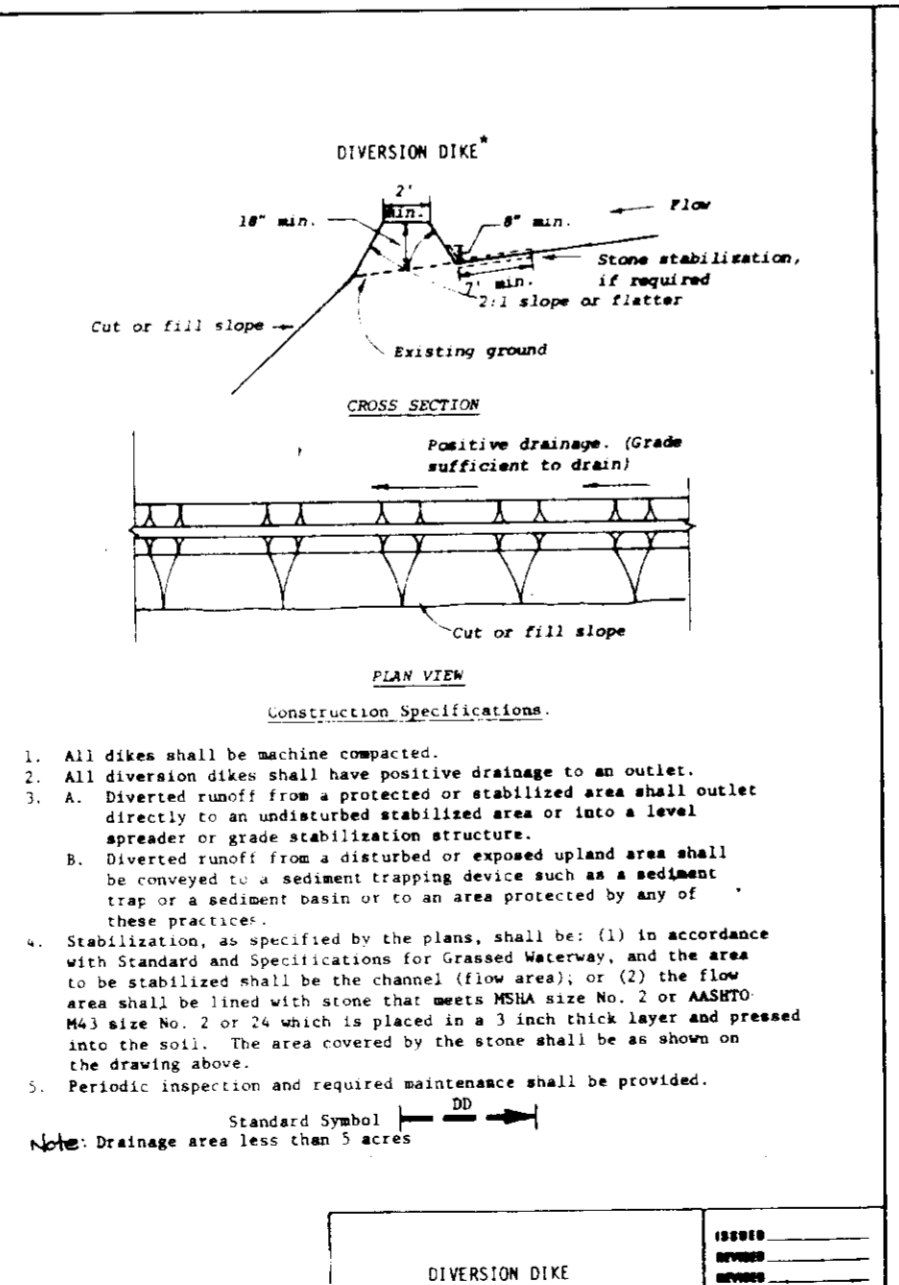 DIVERSION DIKE*
2'
min.
18" min.
8" min.
Flow
Stone stabilization,
if required
7' min.
2:1 slope or flatter
Cut or fill slope
Existing ground
CROSS SECTION
Positive drainage. (Grade
sufficient to drain)
Cut or fill slope
PLAN VIEW
Construction Specifications.
1. All dikes shall be machine compacted.
2. All diversion dikes shall have positive drainage to an outlet.
3. A. Diverted runoff from a protected or stabilized area shall outlet
directly to an undisturbed stabilized area or into a level
spreader or grade stabilization structure.
B. Diverted runoff from a disturbed or exposed upland area shall
be conveyed to a sediment trapping device such as a sediment
trap or a sediment basin or to an area protected by any of
these practices.
4. Stabilization, as specified by the plans, shall be: (1) in accordance
with Standard and Specifications for Grassed Waterway, and the area
to be stabilized shall be the channel (flow area); or (2) the flow
area shall be lined with stone that meets MSHA size No. 2 or AASHTO
M43 size No. 2 or 24 which is placed in a 3 inch thick layer and pressed
into the soil. The area covered by the stone shall be as shown on
the drawing above.
5. Periodic inspection and required maintenance shall be provided.
DD
Standard Symbol
Note: Drainage area less than 5 acres
DIVERSION DIKE
ISSUED
REVISED
REVISED